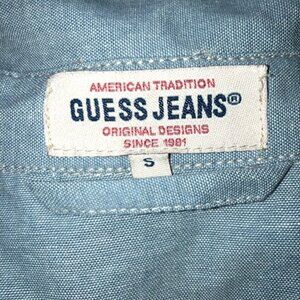 AMERICAN TRADITION
GUESS JEANS®
ORIGINAL DESIGNS
SINCE 1981
S